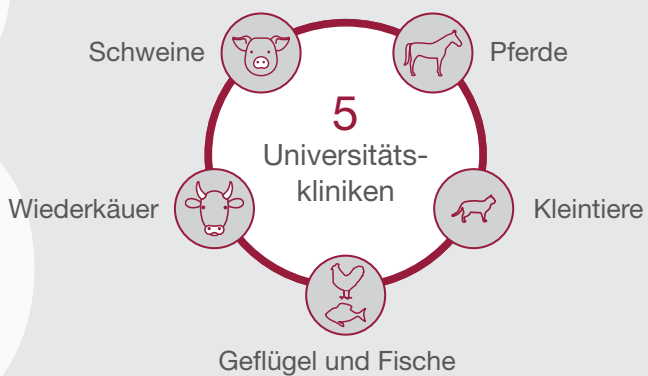 Schweine
Pferde
5
Universitäts-
kliniken
Wiederkäuer
Kleintiere
Geflügel und Fische